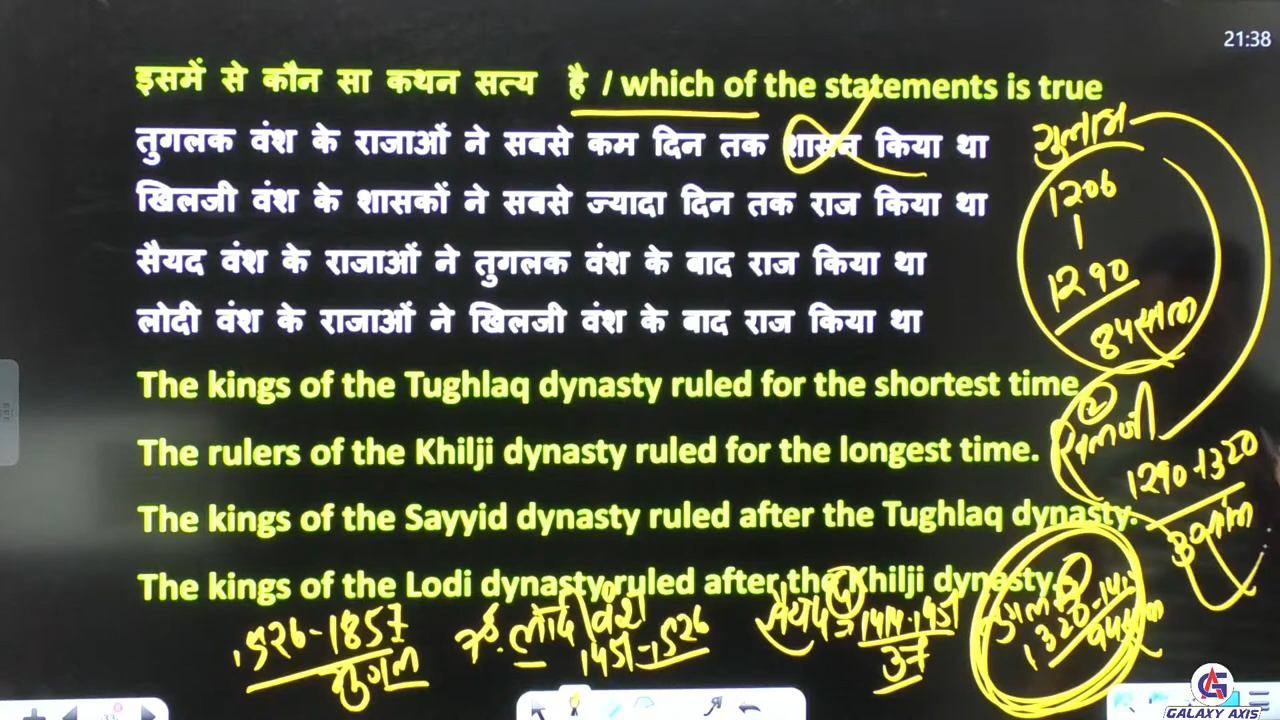 21:38
इसमें से कौन सा कथन सत्य है / which of the statements is true
तुगलक वंश के राजाओं ने सबसे कम दिन तक शासन किया था
खिलजी वंश के शासकों ने सबसे ज्यादा दिन तक राज किया था
सैयद वंश के राजाओं ने तुगलक वंश के बाद राज किया था
लोदी वंश के राजाओं ने खिलजी वंश के बाद राज किया था
The kings of the Tughlaq dynasty ruled for the shortest time
The rulers of the Khilji dynasty ruled for the longest time.
The kings of the Sayyid dynasty ruled after the Tughlaq dynasty.
The kings of the Lodi dynasty ruled after the Khilji dynasty.
गुलाम
1206
1290
84 साल
2
खिलजी
1290-1320
1320-
सैयद
1414-1451
37
लोदी वंश
1451-1526
1526-1857
मुगल
GALAXY AXIS